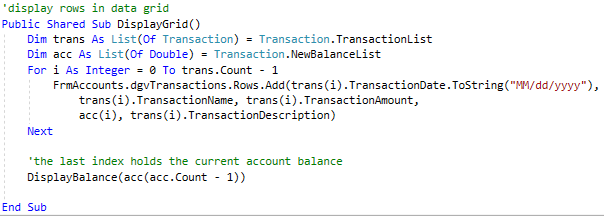 'display rows in data grid
Public Shared Sub DisplayGrid()
    Dim trans As List(Of Transaction) = Transaction.TransactionList
    Dim acc As List(Of Double) = Transaction.NewBalanceList
    For i As Integer = 0 To trans.Count - 1
        FrmAccounts.dgvTransactions.Rows.Add(trans(i).TransactionDate.ToString("MM/dd/yyyy"),
            trans(i).TransactionName, trans(i).TransactionAmount,
            acc(i), trans(i).TransactionDescription)
    Next
    'the last index holds the current account balance
    DisplayBalance(acc(acc.Count - 1))
End Sub